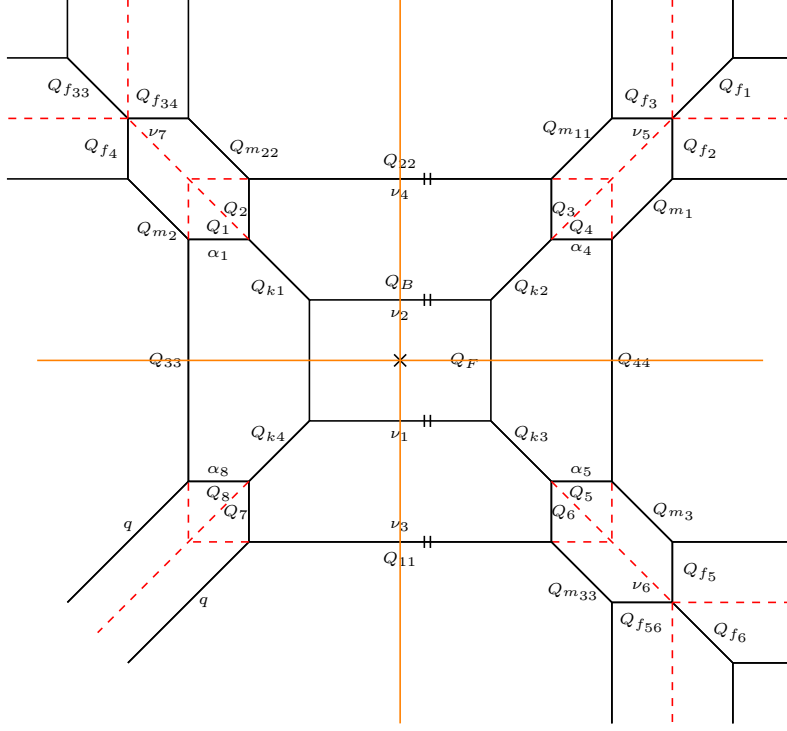 Q_{f_{33}} Q_{f_{34}} Q_{f_3} Q_{f_1}
Q_{f_4} ν_7 Q_{m_{22}} Q_{m_{11}} ν_5 Q_{f_2}
Q_{22}
ν_4
Q_{m_2} Q_1 Q_2 Q_3 Q_4 Q_{m_1}
α_1 α_4
Q_{k1} Q_B Q_{k2}
ν_2
Q_{33} Q_F Q_{44}
Q_{k4} ν_1 Q_{k3}
α_8 α_5
Q_8 Q_5
q Q_7 ν_3 Q_6 Q_{m_3}
Q_{11}
q Q_{m_{33}} ν_6 Q_{f_5}
Q_{f_{56}} Q_{f_6}